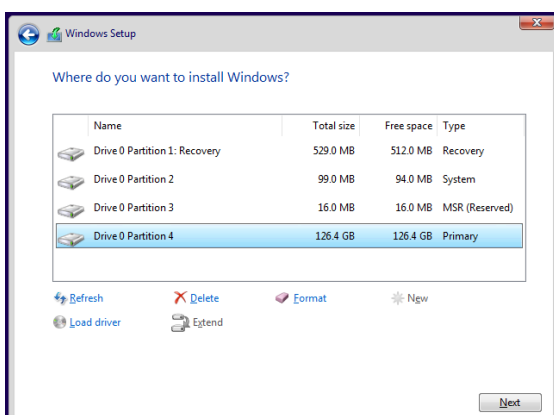 Windows Setup
Where do you want to install Windows?
Name Total size Free space Type
Drive 0 Partition 1: Recovery 529.0 MB 512.0 MB Recovery
Drive 0 Partition 2 99.0 MB 94.0 MB System
Drive 0 Partition 3 16.0 MB 16.0 MB MSR (Reserved)
Drive 0 Partition 4 126.4 GB 126.4 GB Primary
Refresh Delete Format New
Load driver Extend
Next